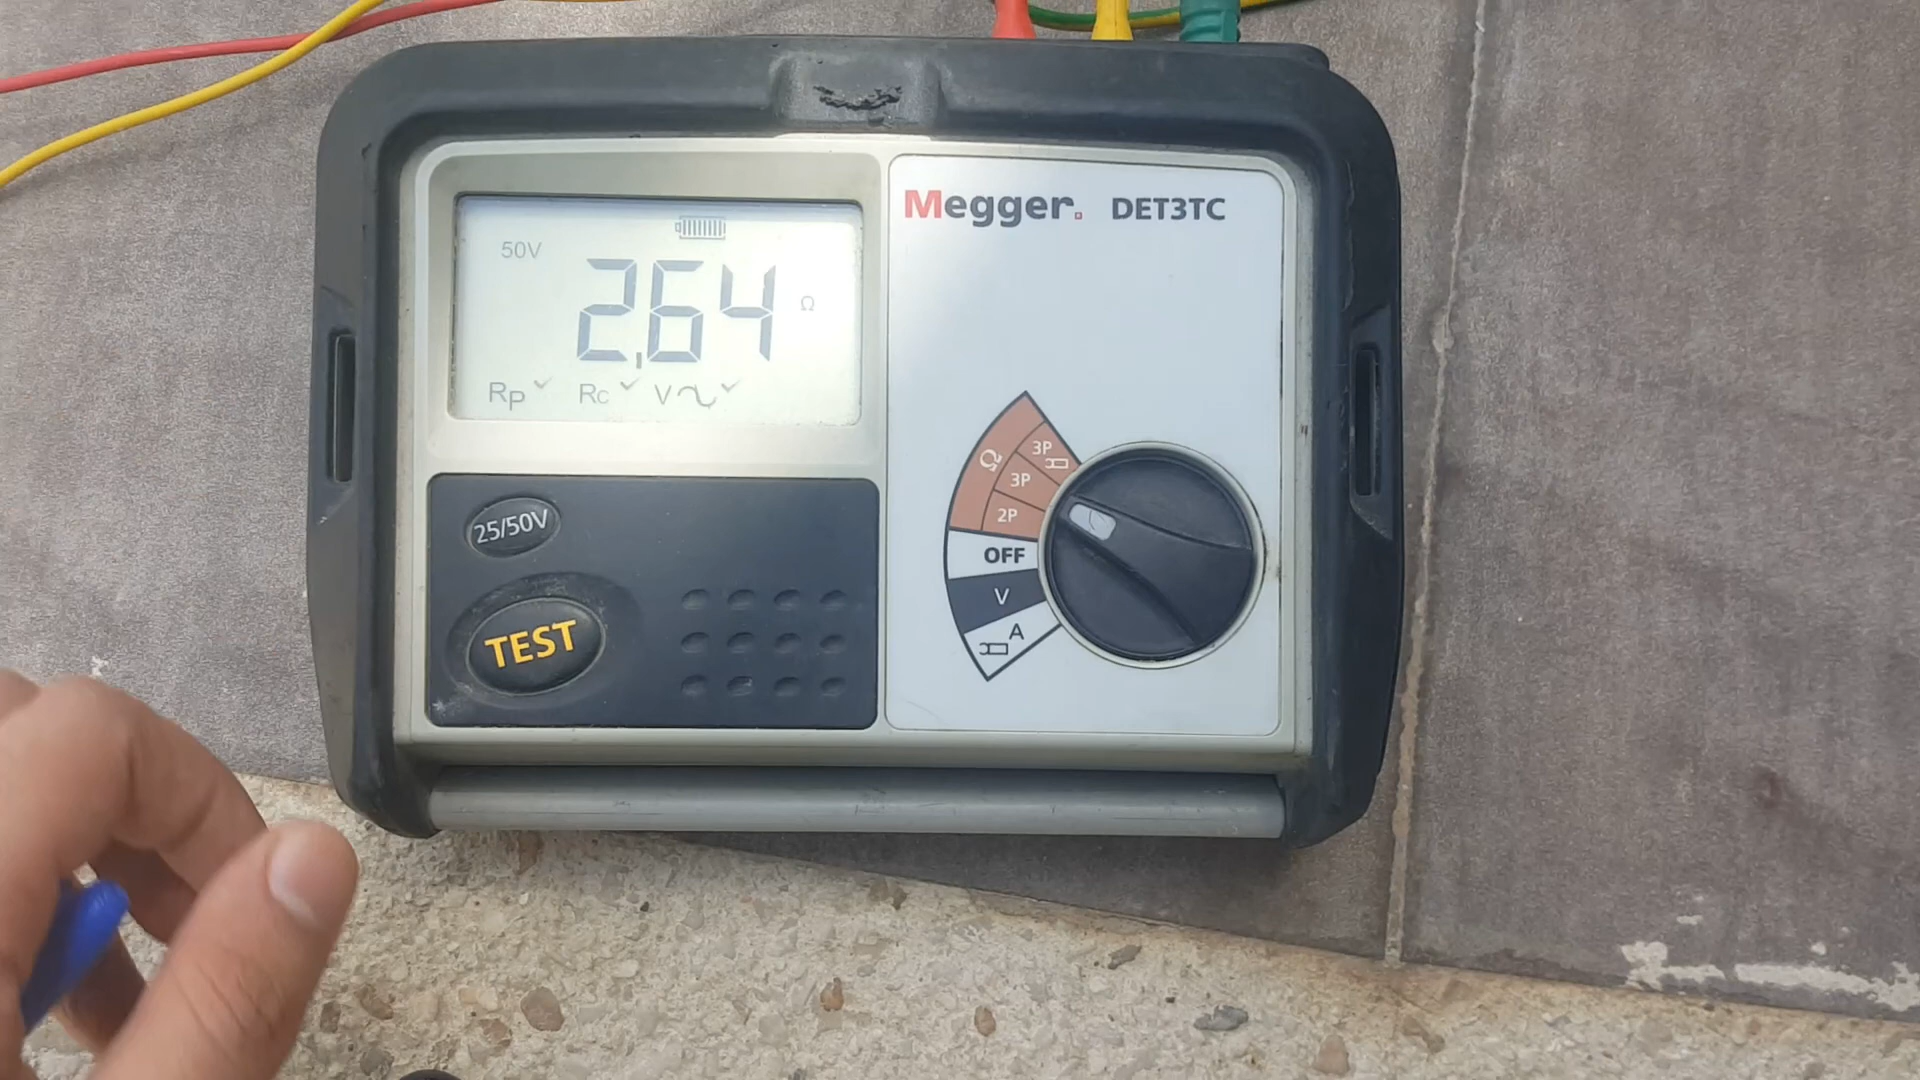 Megger. DET3TC
50V
2,64 Ω
Rp ✓ Rc ✓ V~ ✓
25/50V
TEST
Ω
3P
3P
2P
OFF
V
A